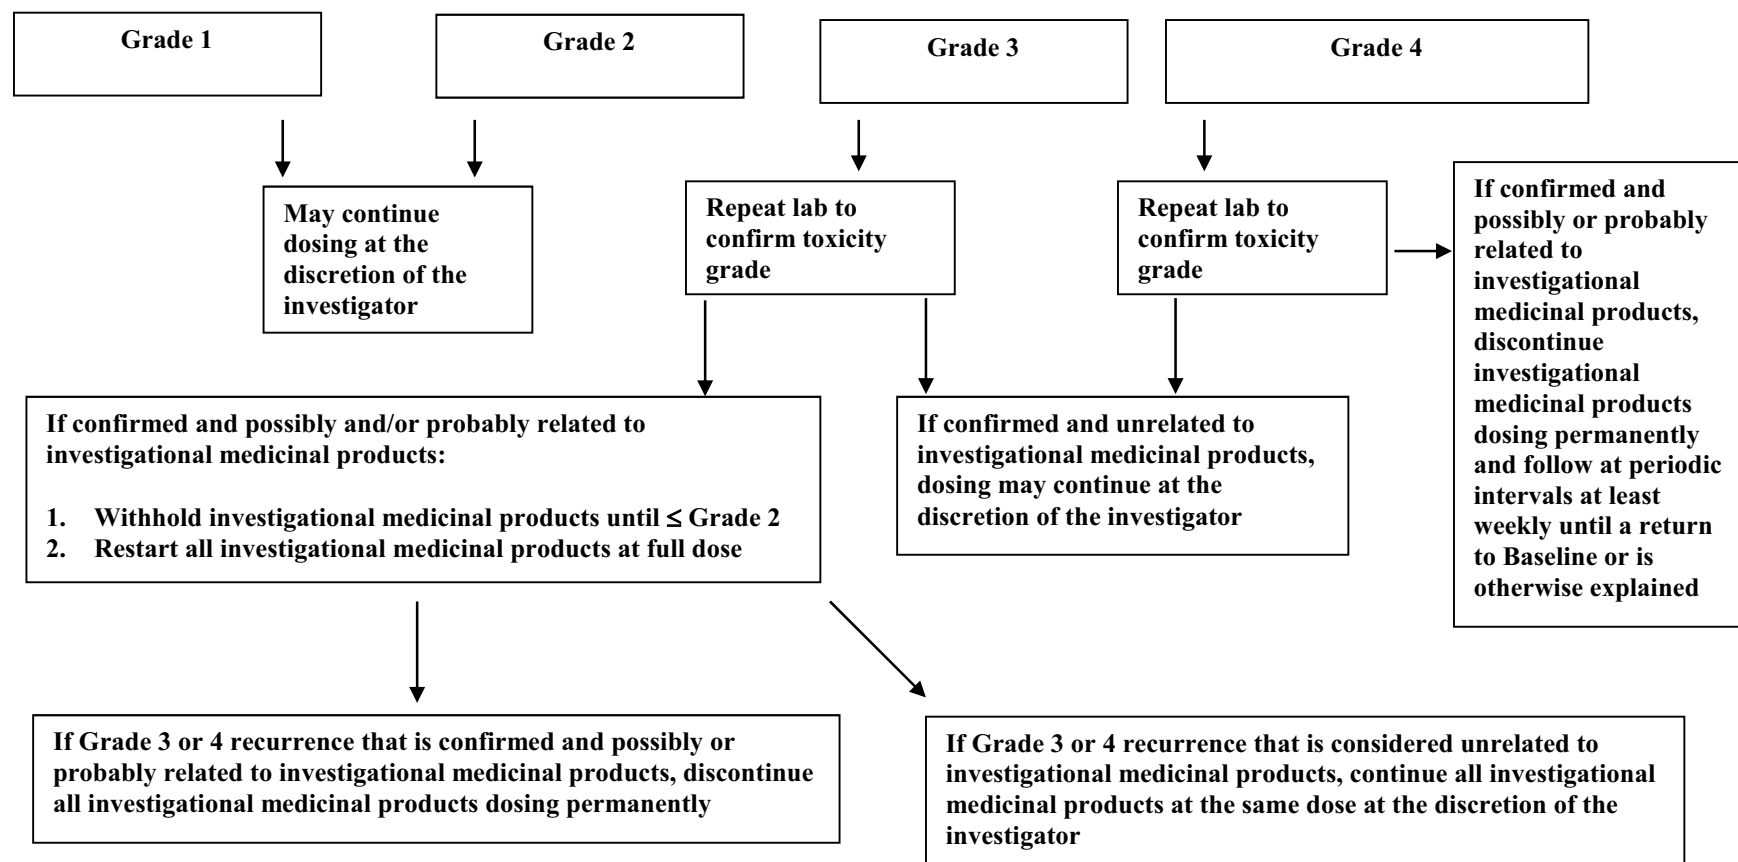 Grade 1
Grade 2
Grade 3
Grade 4
May continue
dosing at the
discretion of the
investigator
Repeat lab to
confirm toxicity
grade
Repeat lab to
confirm toxicity
grade
If confirmed and
possibly or probably
related to
investigational
medicinal products,
discontinue
investigational
medicinal products
dosing permanently
and follow at periodic
intervals at least
weekly until a return
to Baseline or is
otherwise explained
If confirmed and possibly and/or probably related to
investigational medicinal products:
1. Withhold investigational medicinal products until ≤ Grade 2
2. Restart all investigational medicinal products at full dose
If confirmed and unrelated to
investigational medicinal products,
dosing may continue at the
discretion of the investigator
If Grade 3 or 4 recurrence that is confirmed and possibly or
probably related to investigational medicinal products, discontinue
all investigational medicinal products dosing permanently
If Grade 3 or 4 recurrence that is considered unrelated to
investigational medicinal products, continue all investigational
medicinal products at the same dose at the discretion of the
investigator